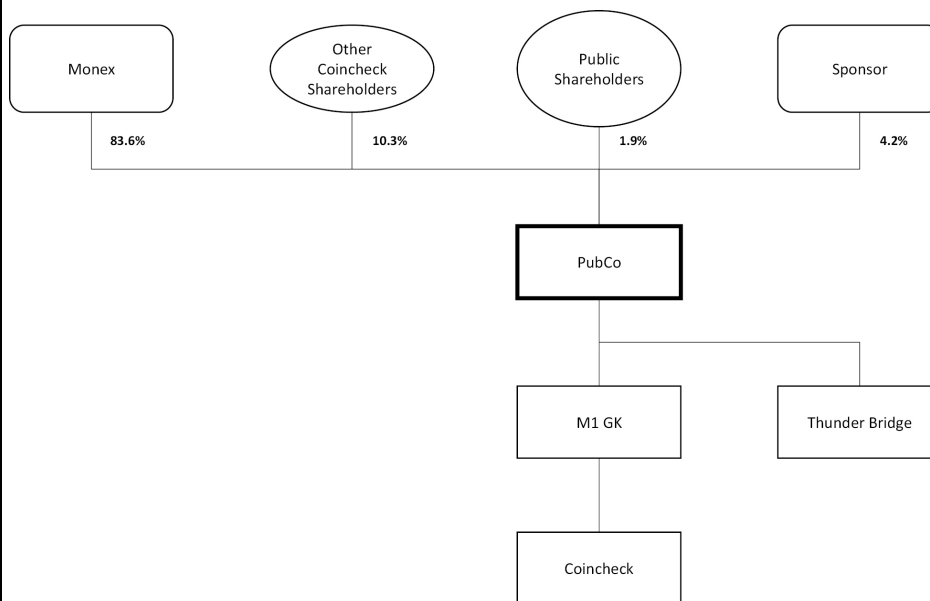 Monex
Other
Coincheck
Shareholders
Public
Shareholders
Sponsor
83.6%
10.3%
1.9%
4.2%
PubCo
M1 GK
Thunder Bridge
Coincheck